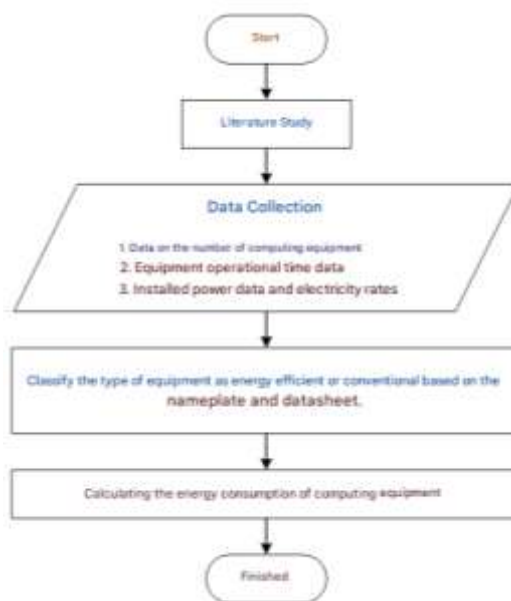 Start
Literature Study
Data Collection
1. Data on the number of computing equipment
2. Equipment operational time data
3. Installed power data and electricity rates
Classify the type of equipment as energy efficient or conventional based on the
nameplate and datasheet.
Calculating the energy consumption of computing equipment
Finished